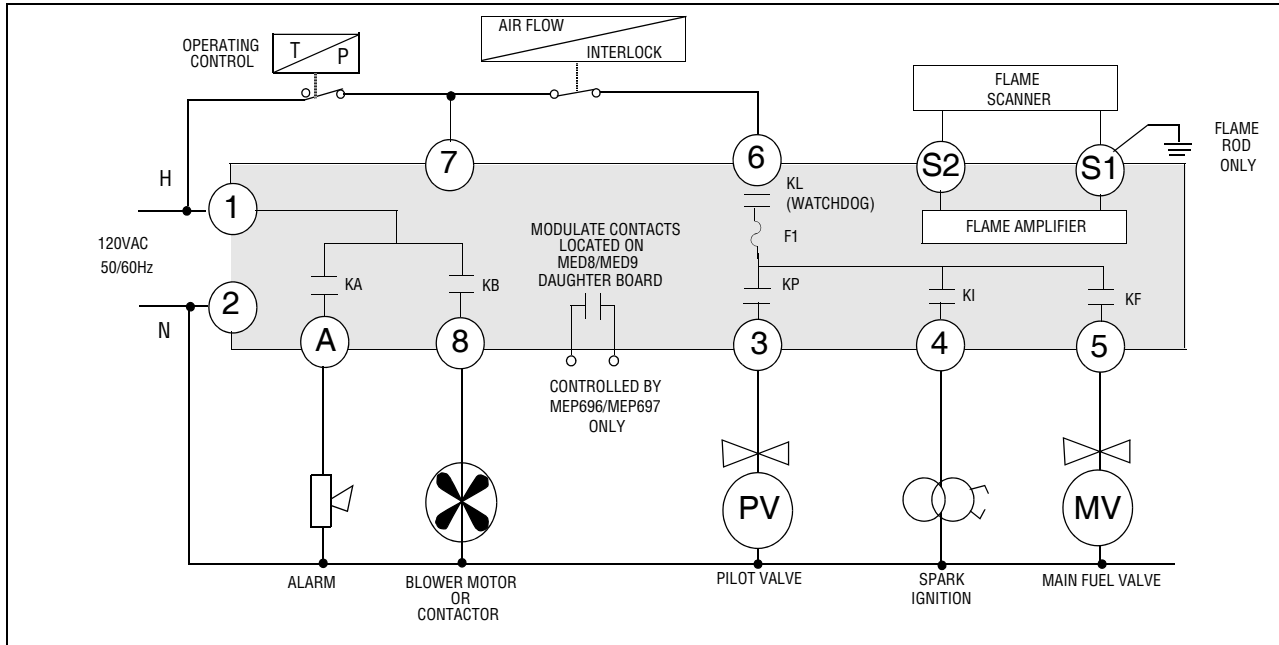 AIR FLOW
INTERLOCK
OPERATING
CONTROL
T
P
FLAME
SCANNER
FLAME
ROD
ONLY
7
6
S2
S1
H
1
KL
(WATCHDOG)
F1
FLAME AMPLIFIER
120VAC
50/60Hz
MODULATE CONTACTS
LOCATED ON
MED8/MED9
DAUGHTER BOARD
KA
KB
KP
KI
KF
2
N
A
8
3
4
5
CONTROLLED BY
MEP696/MEP697
ONLY
PV
MV
ALARM
BLOWER MOTOR
OR
CONTACTOR
PILOT VALVE
SPARK
IGNITION
MAIN FUEL VALVE